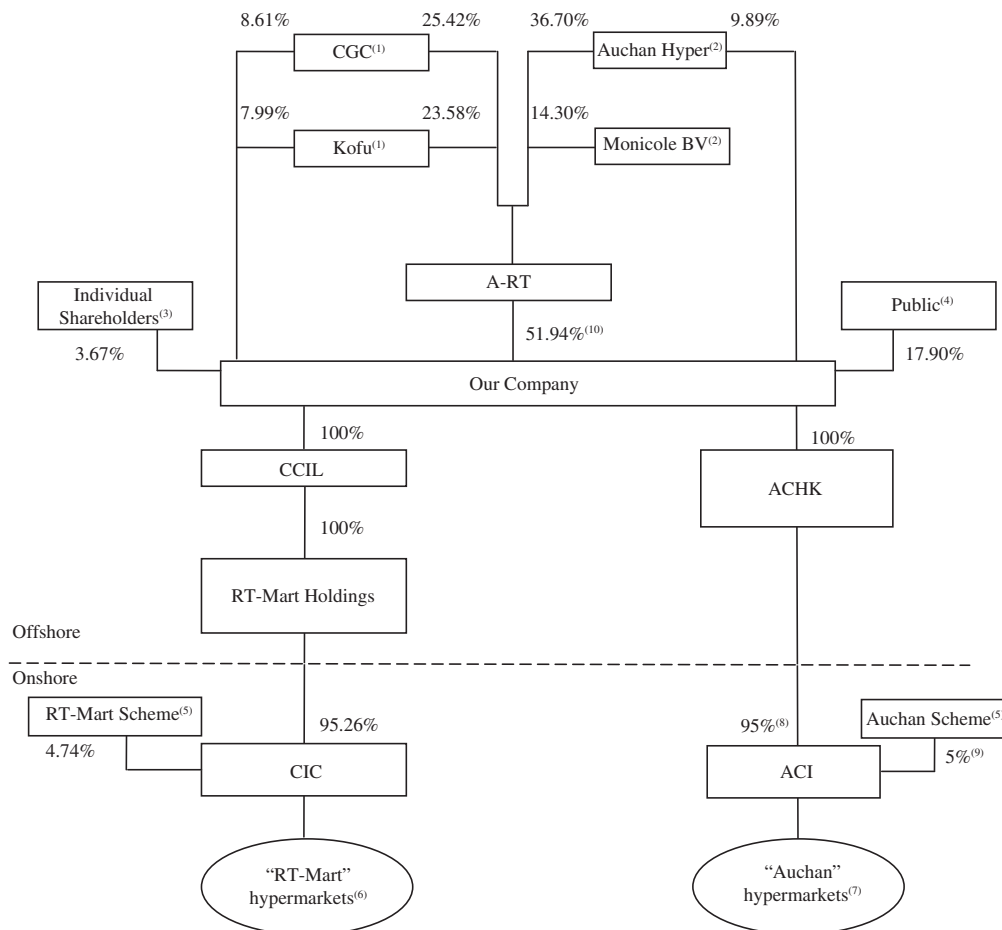 8.61% 25.42% 36.70% 9.89%
CGC(1) Auchan Hyper(2)
7.99% 23.58% 14.30%
Kofu(1) Monicole BV(2)
A-RT
Individual
Shareholders(3)
Public(4)
51.94%(10)
3.67% 17.90%
Our Company
100% 100%
CCIL
ACHK
100%
RT-Mart Holdings
Offshore
Onshore
RT-Mart Scheme(5) 95.26% 95%(8) Auchan Scheme(5)
4.74% 5%(9)
CIC ACI
“RT-Mart”
hypermarkets(6)
“Auchan”
hypermarkets(7)